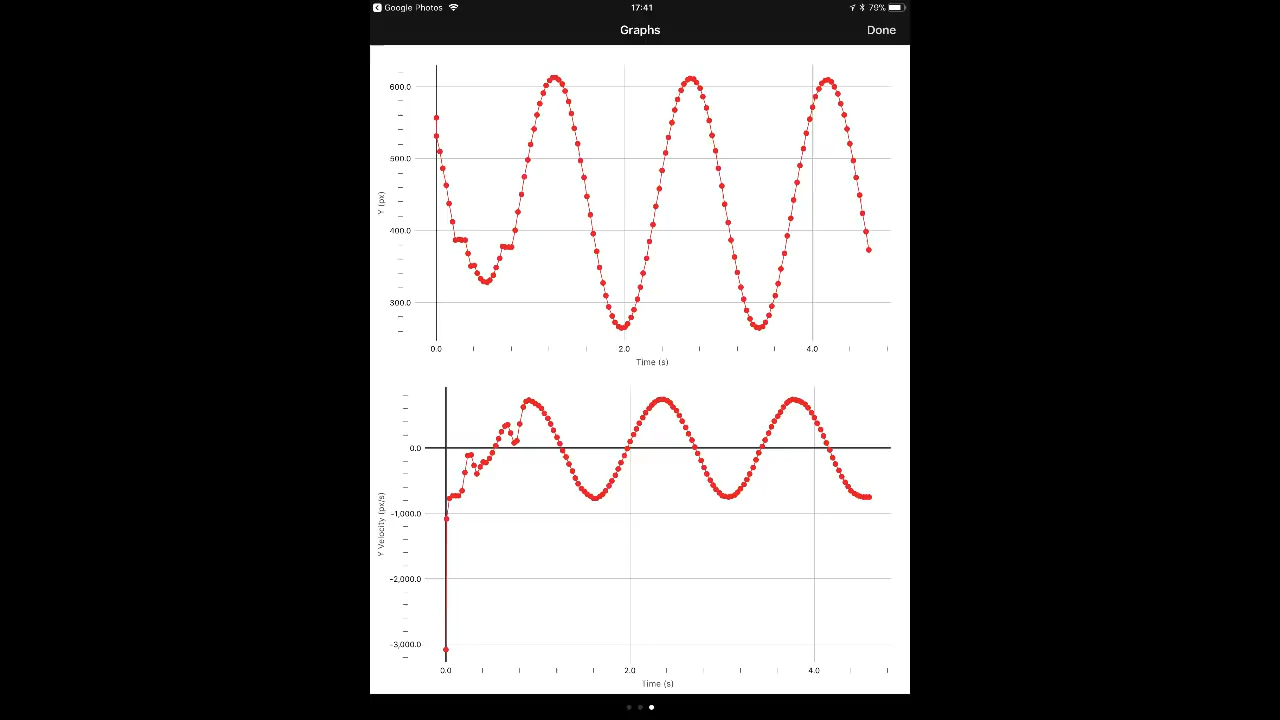 Google Photos 17:41 79%
Graphs Done
600.0
500.0
Y (px)
400.0
300.0
0.0 2.0 4.0
Time (s)
0.0
-1,000.0
Y Velocity (px/s)
-2,000.0
-3,000.0
0.0 2.0 4.0
Time (s)